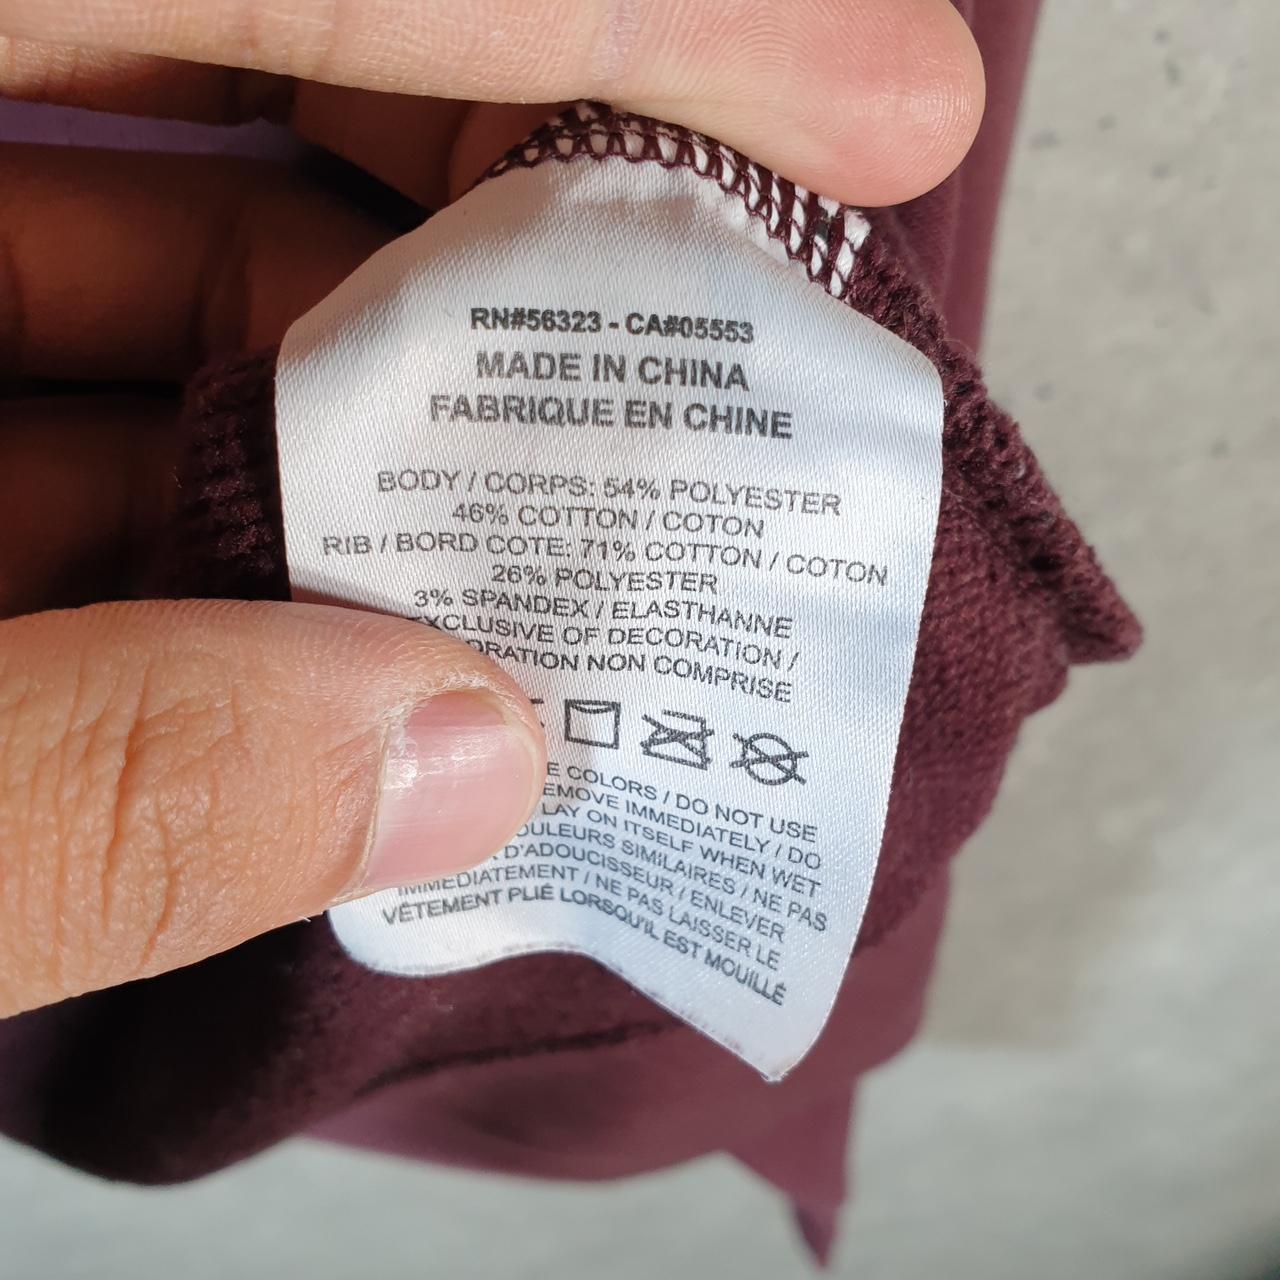 RN#56323 - CA#05553
MADE IN CHINA
FABRIQUE EN CHINE
BODY / CORPS: 54% POLYESTER
46% COTTON / COTON
RIB / BORD COTE: 71% COTTON / COTON
26% POLYESTER
3% SPANDEX / ELASTHANNE
EXCLUSIVE OF DECORATION /
ORATION NON COMPRISE
E COLORS / DO NOT USE
EMOVE IMMEDIATELY / DO
LAY ON ITSELF WHEN WET
OULEURS SIMILAIRES / NE PAS
D'ADOUCISSEUR / ENLEVER
IMMÉDIATEMENT / NE PAS LAISSER LE
VÊTEMENT PLIÉ LORSQU'IL EST MOUILLÉ